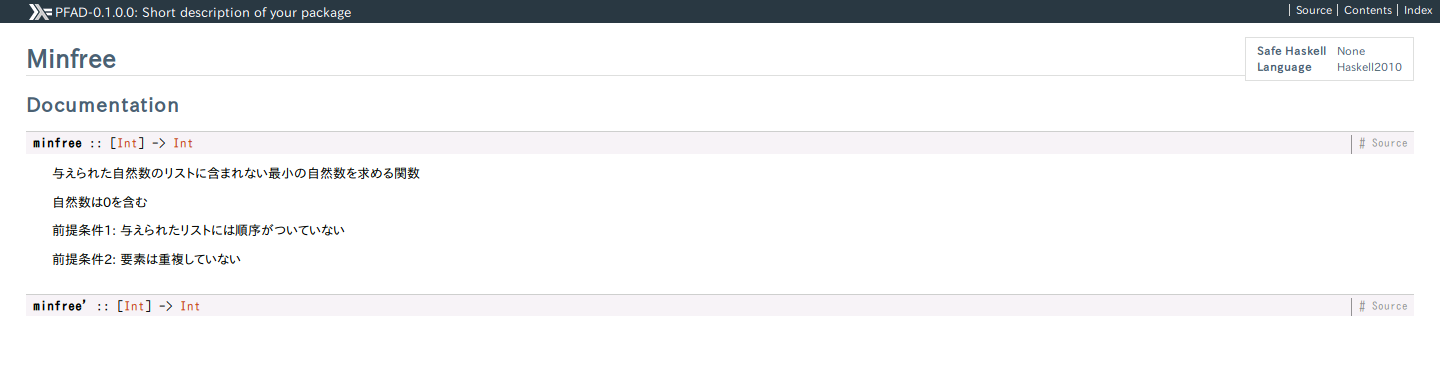 PFAD-0.1.0.0: Short description of your package
| Source | Contents | Index
Minfree
Safe Haskell None
Language Haskell2010
Documentation
minfree :: [Int] -> Int
# Source
与えられた自然数のリストに含まれない最小の自然数を求める関数
自然数は0を含む
前提条件1: 与えられたリストには順序がついていない
前提条件2: 要素は重複していない
minfree' :: [Int] -> Int
# Source